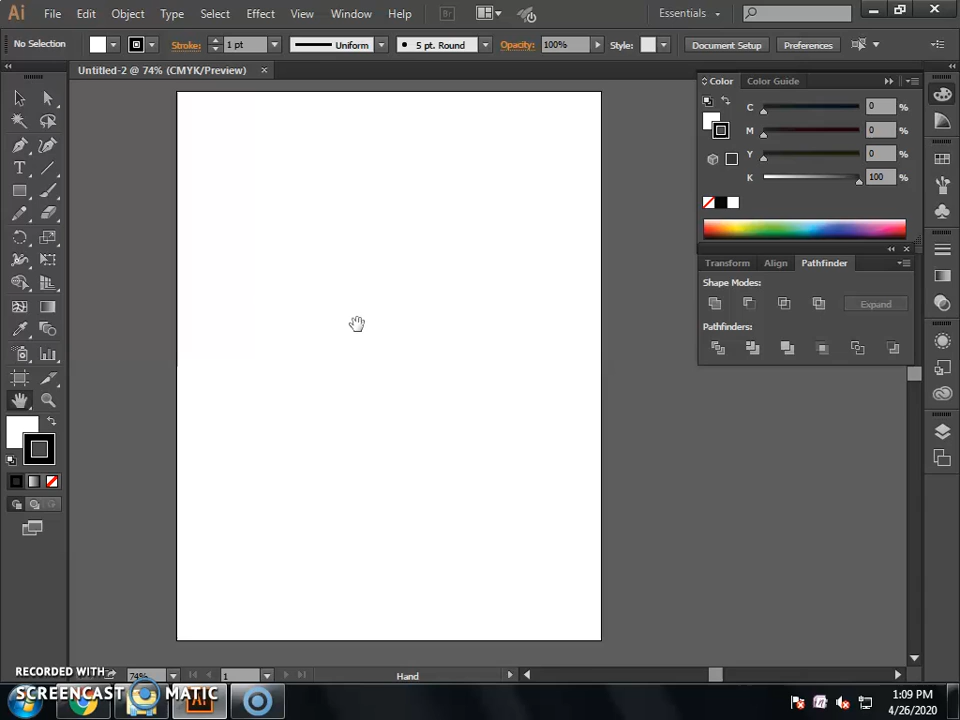 Ai File Edit Object Type Select Effect View Window Help Br Essentials
No Selection Stroke: 1 pt Uniform 5 pt. Round Opacity: 100% Style: Document Setup Preferences
Untitled-2 @ 74% (CMYK/Preview) ×
Color Color Guide
C 0 %
M 0 %
Y 0 %
K 100 %
Transform Align Pathfinder
Shape Modes:
Expand
Pathfinders:
74% 1 Hand
RECORDED WITH
SCREENCAST MATIC
1:09 PM
4/26/2020